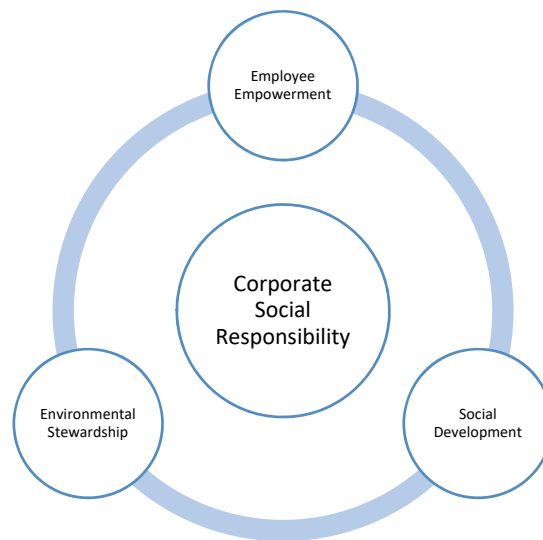 Employee
Empowerment
Corporate
Social
Responsibility
Environmental
Stewardship
Social
Development